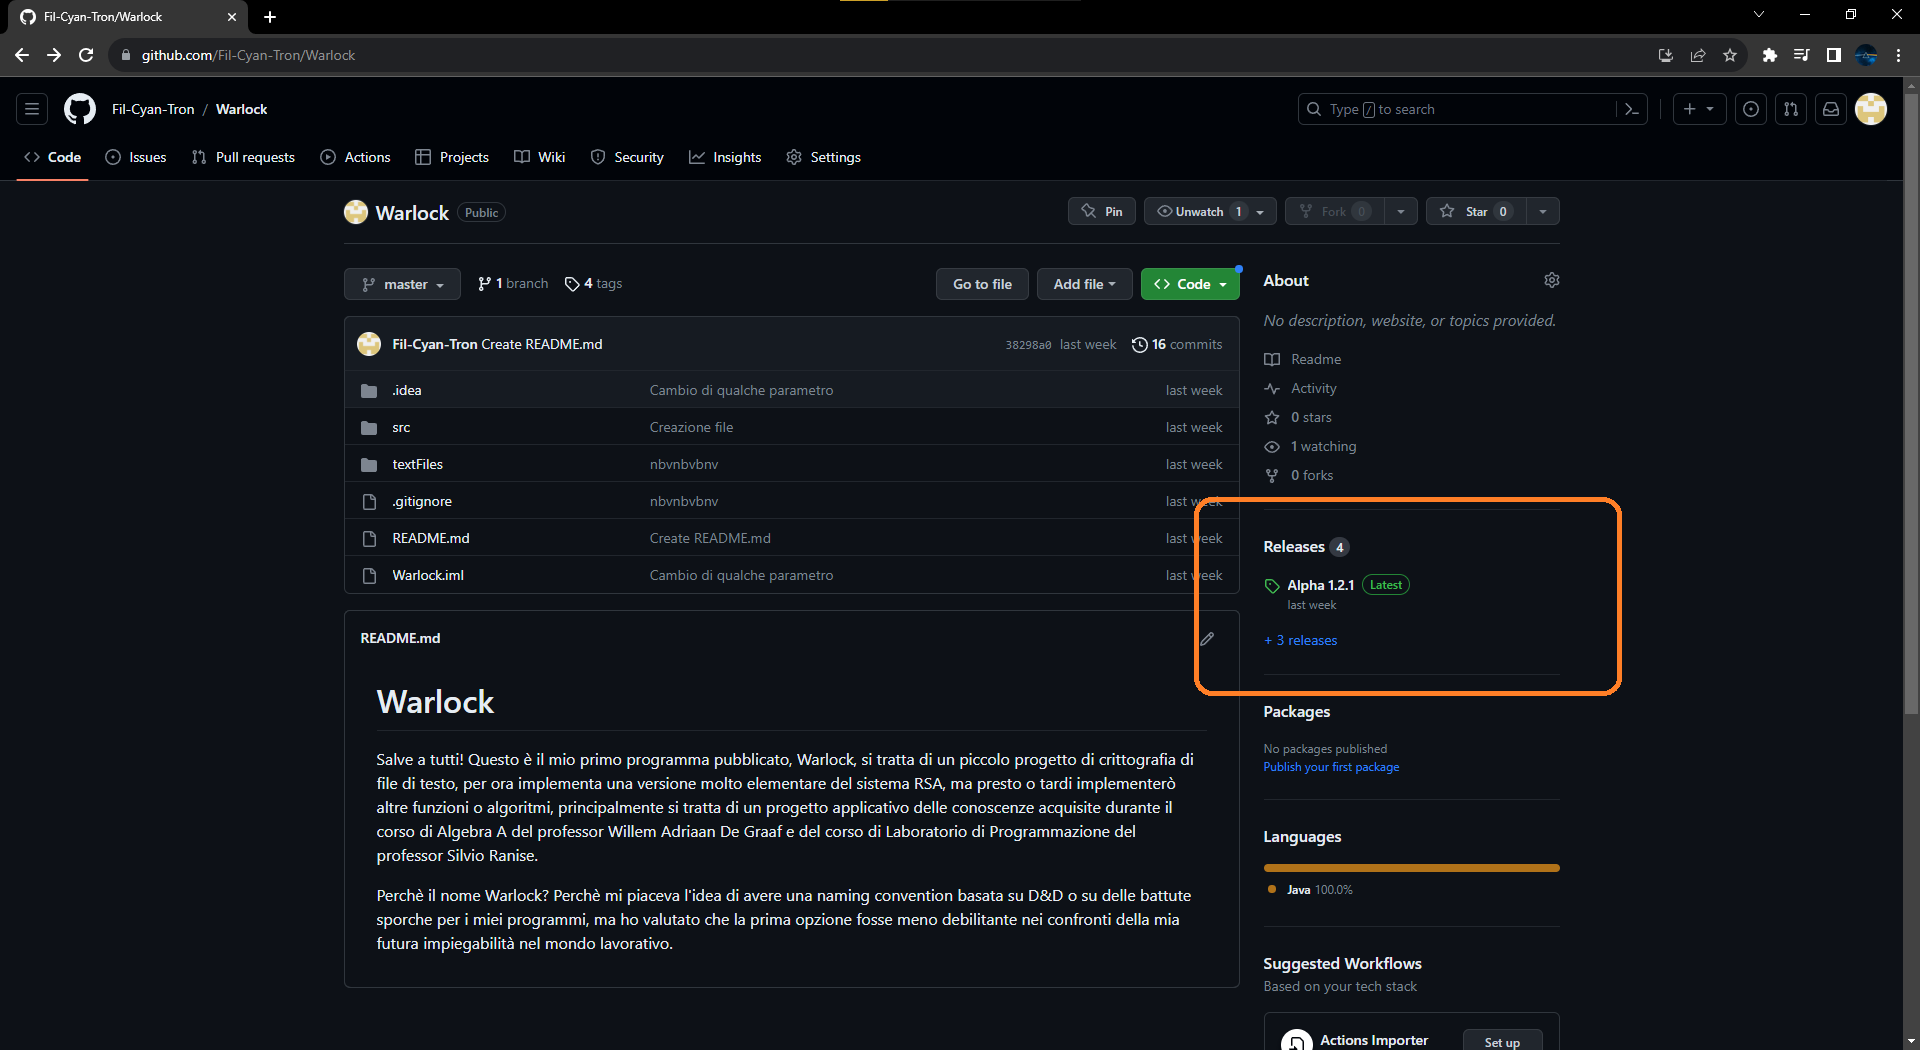 Fil-Cyan-Tron/Warlock
github.com/Fil-Cyan-Tron/Warlock
Fil-Cyan-Tron / Warlock
Type / to search
Code Issues Pull requests Actions Projects Wiki Security Insights Settings
Warlock Public
Pin Unwatch 1 Fork 0 Star 0
master 1 branch 4 tags
Go to file Add file Code
Fil-Cyan-Tron Create README.md 38298a0 last week 16 commits
.idea Cambio di qualche parametro last week
src Creazione file last week
textFiles nbvnbvbnv last week
.gitignore nbvnbvbnv last week
README.md Create README.md last week
Warlock.iml Cambio di qualche parametro last week
README.md
Warlock
Salve a tutti! Questo è il mio primo programma pubblicato, Warlock, si tratta di un piccolo progetto di crittografia di
file di testo, per ora implementa una versione molto elementare del sistema RSA, ma presto o tardi implementerò
altre funzioni o algoritmi, principalmente si tratta di un progetto applicativo delle conoscenze acquisite durante il
corso di Algebra A del professor Willem Adriaan De Graaf e del corso di Laboratorio di Programmazione del
professor Silvio Ranise.
Perchè il nome Warlock? Perchè mi piaceva l'idea di avere una naming convention basata su D&D o su delle battute
sporche per i miei programmi, ma ho valutato che la prima opzione fosse meno debilitante nei confronti della mia
futura impiegabilità nel mondo lavorativo.
About
No description, website, or topics provided.
Readme
Activity
0 stars
1 watching
0 forks
Releases 4
Alpha 1.2.1 Latest
last week
+ 3 releases
Packages
No packages published
Publish your first package
Languages
Java 100.0%
Suggested Workflows
Based on your tech stack
Actions Importer Set up